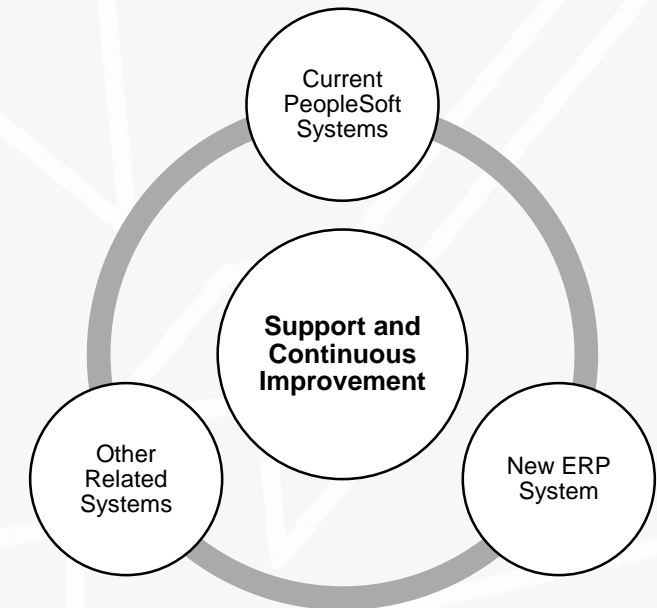 Current
PeopleSoft
Systems
Support and
Continuous
Improvement
Other
Related
Systems
New ERP
System